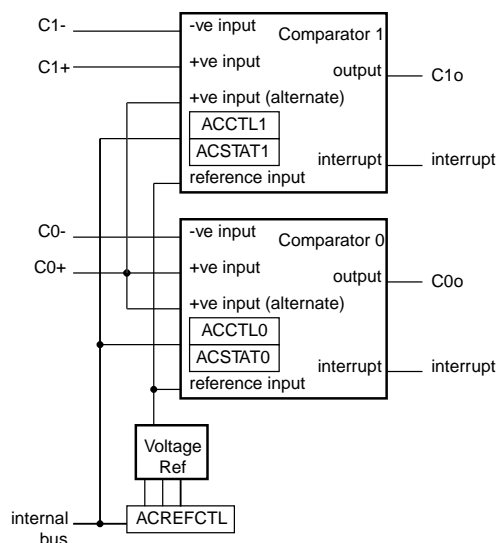 C1-
-ve input
Comparator 1
C1+
+ve input
output
C1o
+ve input (alternate)
ACCTL1
ACSTAT1
interrupt
interrupt
reference input
C0-
-ve input
Comparator 0
C0+
+ve input
output
C0o
+ve input (alternate)
ACCTL0
ACSTAT0
interrupt
interrupt
reference input
Voltage
Ref
internal
bus
ACREFCTL